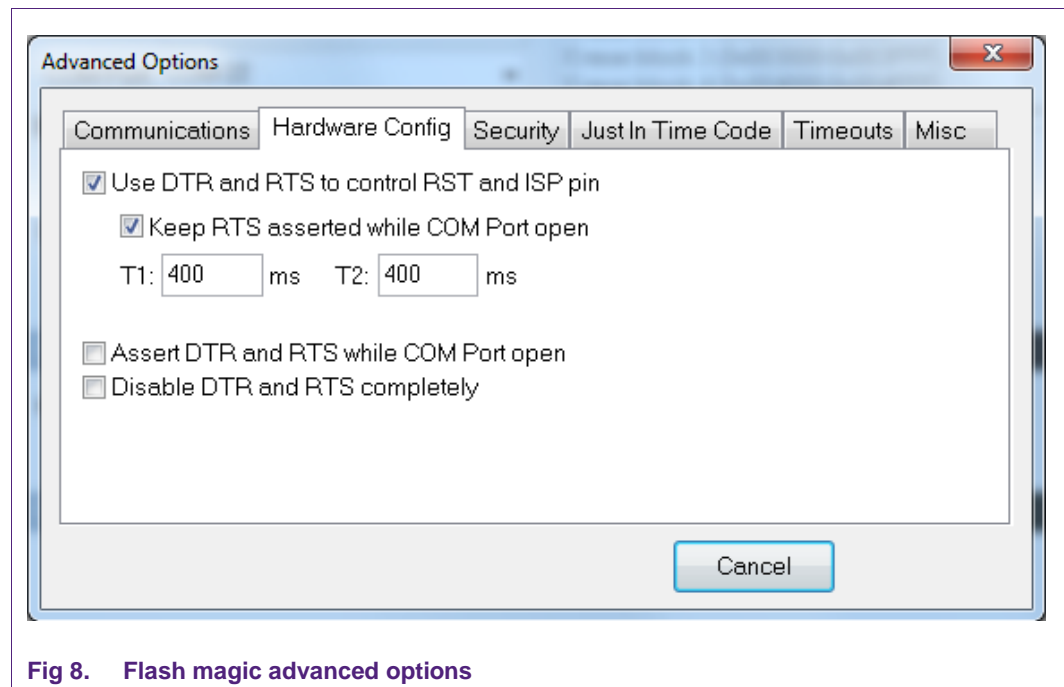 Advanced Options
Communications Hardware Config Security Just In Time Code Timeouts Misc
Use DTR and RTS to control RST and ISP pin
Keep RTS asserted while COM Port open
T1: 400 ms T2: 400 ms
Assert DTR and RTS while COM Port open
Disable DTR and RTS completely
Cancel
Fig 8. Flash magic advanced options